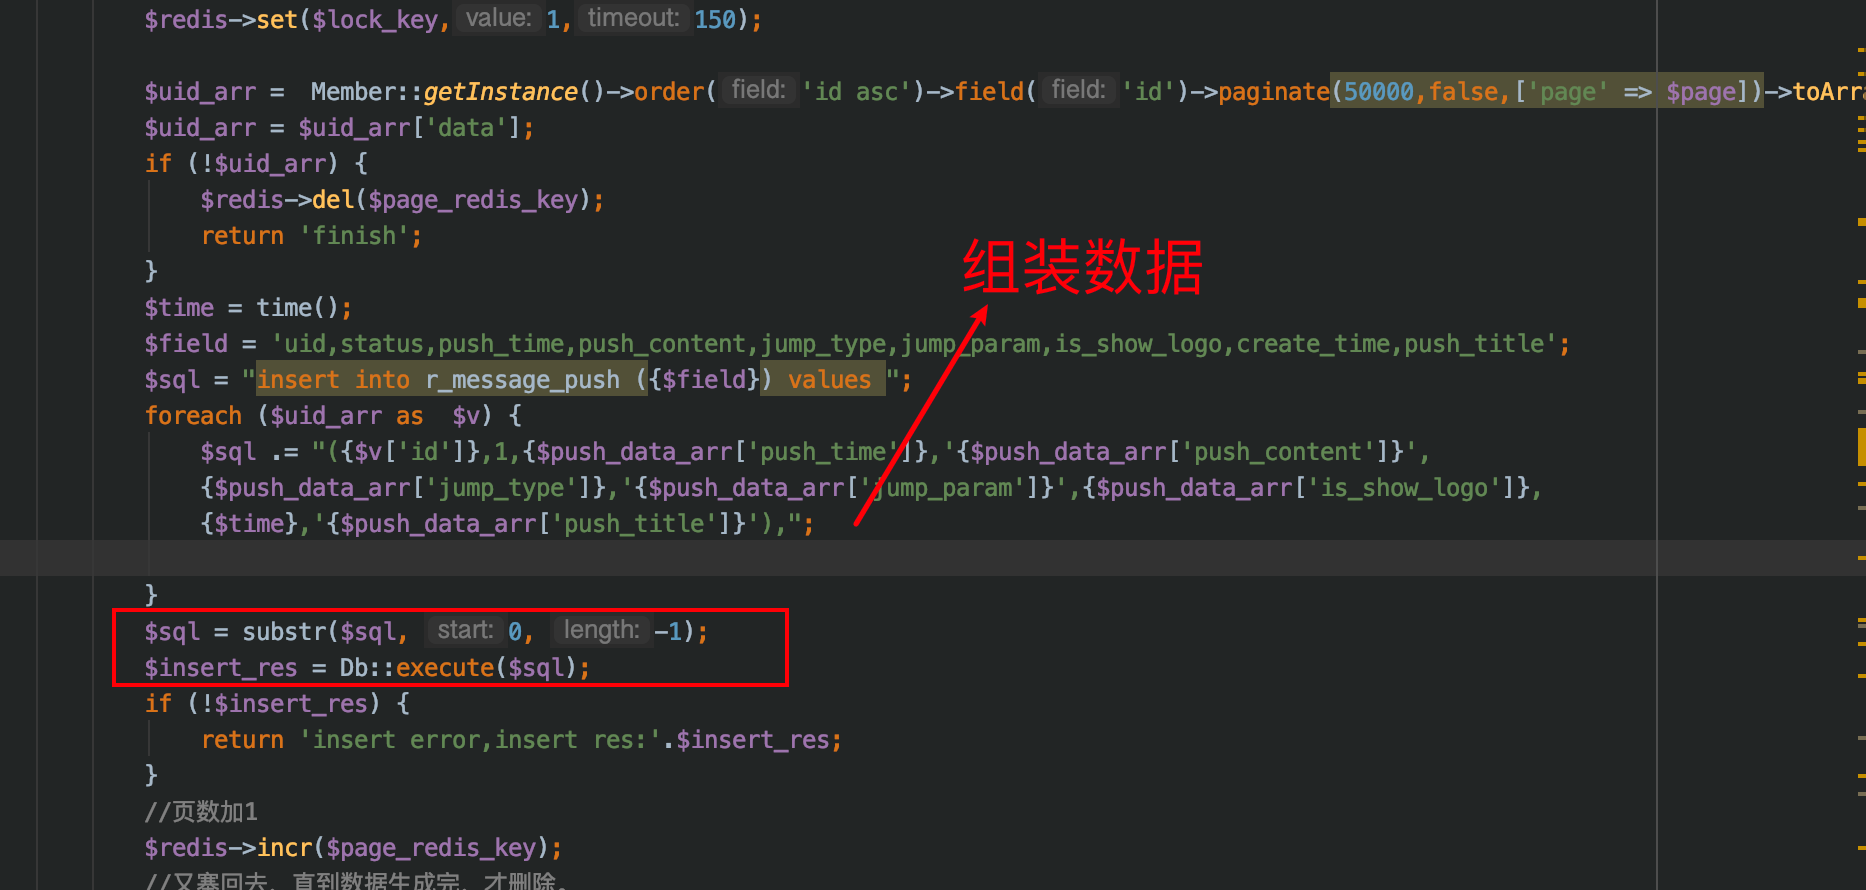 $redis->set($lock_key, value: 1, timeout: 150);
$uid_arr =  Member::getInstance()->order( field: 'id asc')->field( field: 'id')->paginate(50000,false,['page' => $page])->toArra
$uid_arr = $uid_arr['data'];
if (!$uid_arr) {
$redis->del($page_redis_key);
return 'finish';
}
组装数据
$time = time();
$field = 'uid,status,push_time,push_content,jump_type,jump_param,is_show_logo,create_time,push_title';
$sql = "insert into r_message_push ({$field}) values ";
foreach ($uid_arr as  $v) {
$sql .= "({$v['id']},1,{$push_data_arr['push_time']},'{$push_data_arr['push_content']}',
{$push_data_arr['jump_type']},'{$push_data_arr['jump_param']}',{$push_data_arr['is_show_logo']},
{$time},'{$push_data_arr['push_title']}'),";
}
$sql = substr($sql, start: 0, length: -1);
$insert_res = Db::execute($sql);
if (!$insert_res) {
return 'insert error,insert res:'.$insert_res;
}
//页数加1
$redis->incr($page_redis_key);
//又塞回去，直到数据生成完，才删除。